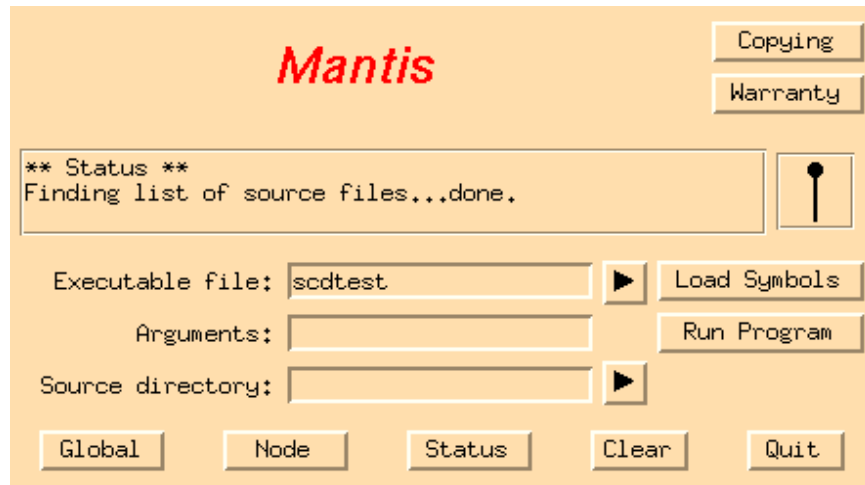 Mantis
Copying
Warranty
** Status **
Finding list of source files...done.
Executable file: scdtest Load Symbols
Arguments: Run Program
Source directory:
Global Node Status Clear Quit